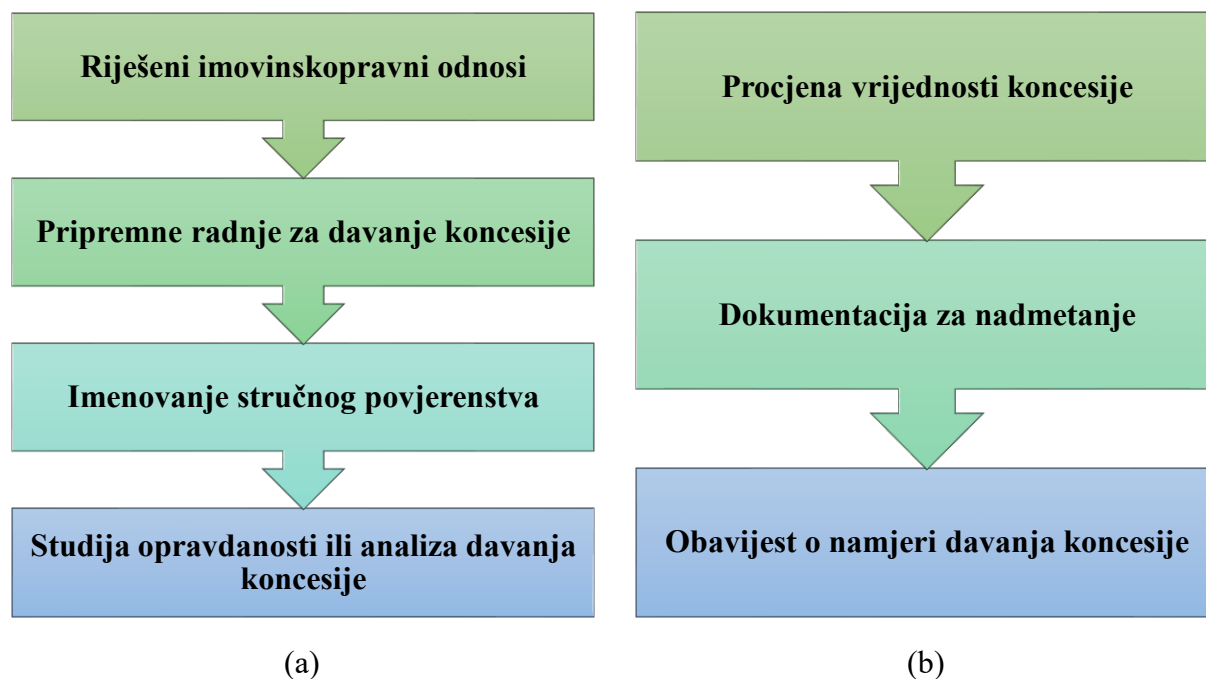 Riješeni imovinskopravni odnosi
Pripremne radnje za davanje koncesije
Imenovanje stručnog povjerenstva
Studija opravdanosti ili analiza davanja
koncesije
(a)
Procjena vrijednosti koncesije
Dokumentacija za nadmetanje
Obavijest o namjeri davanja koncesije
(b)